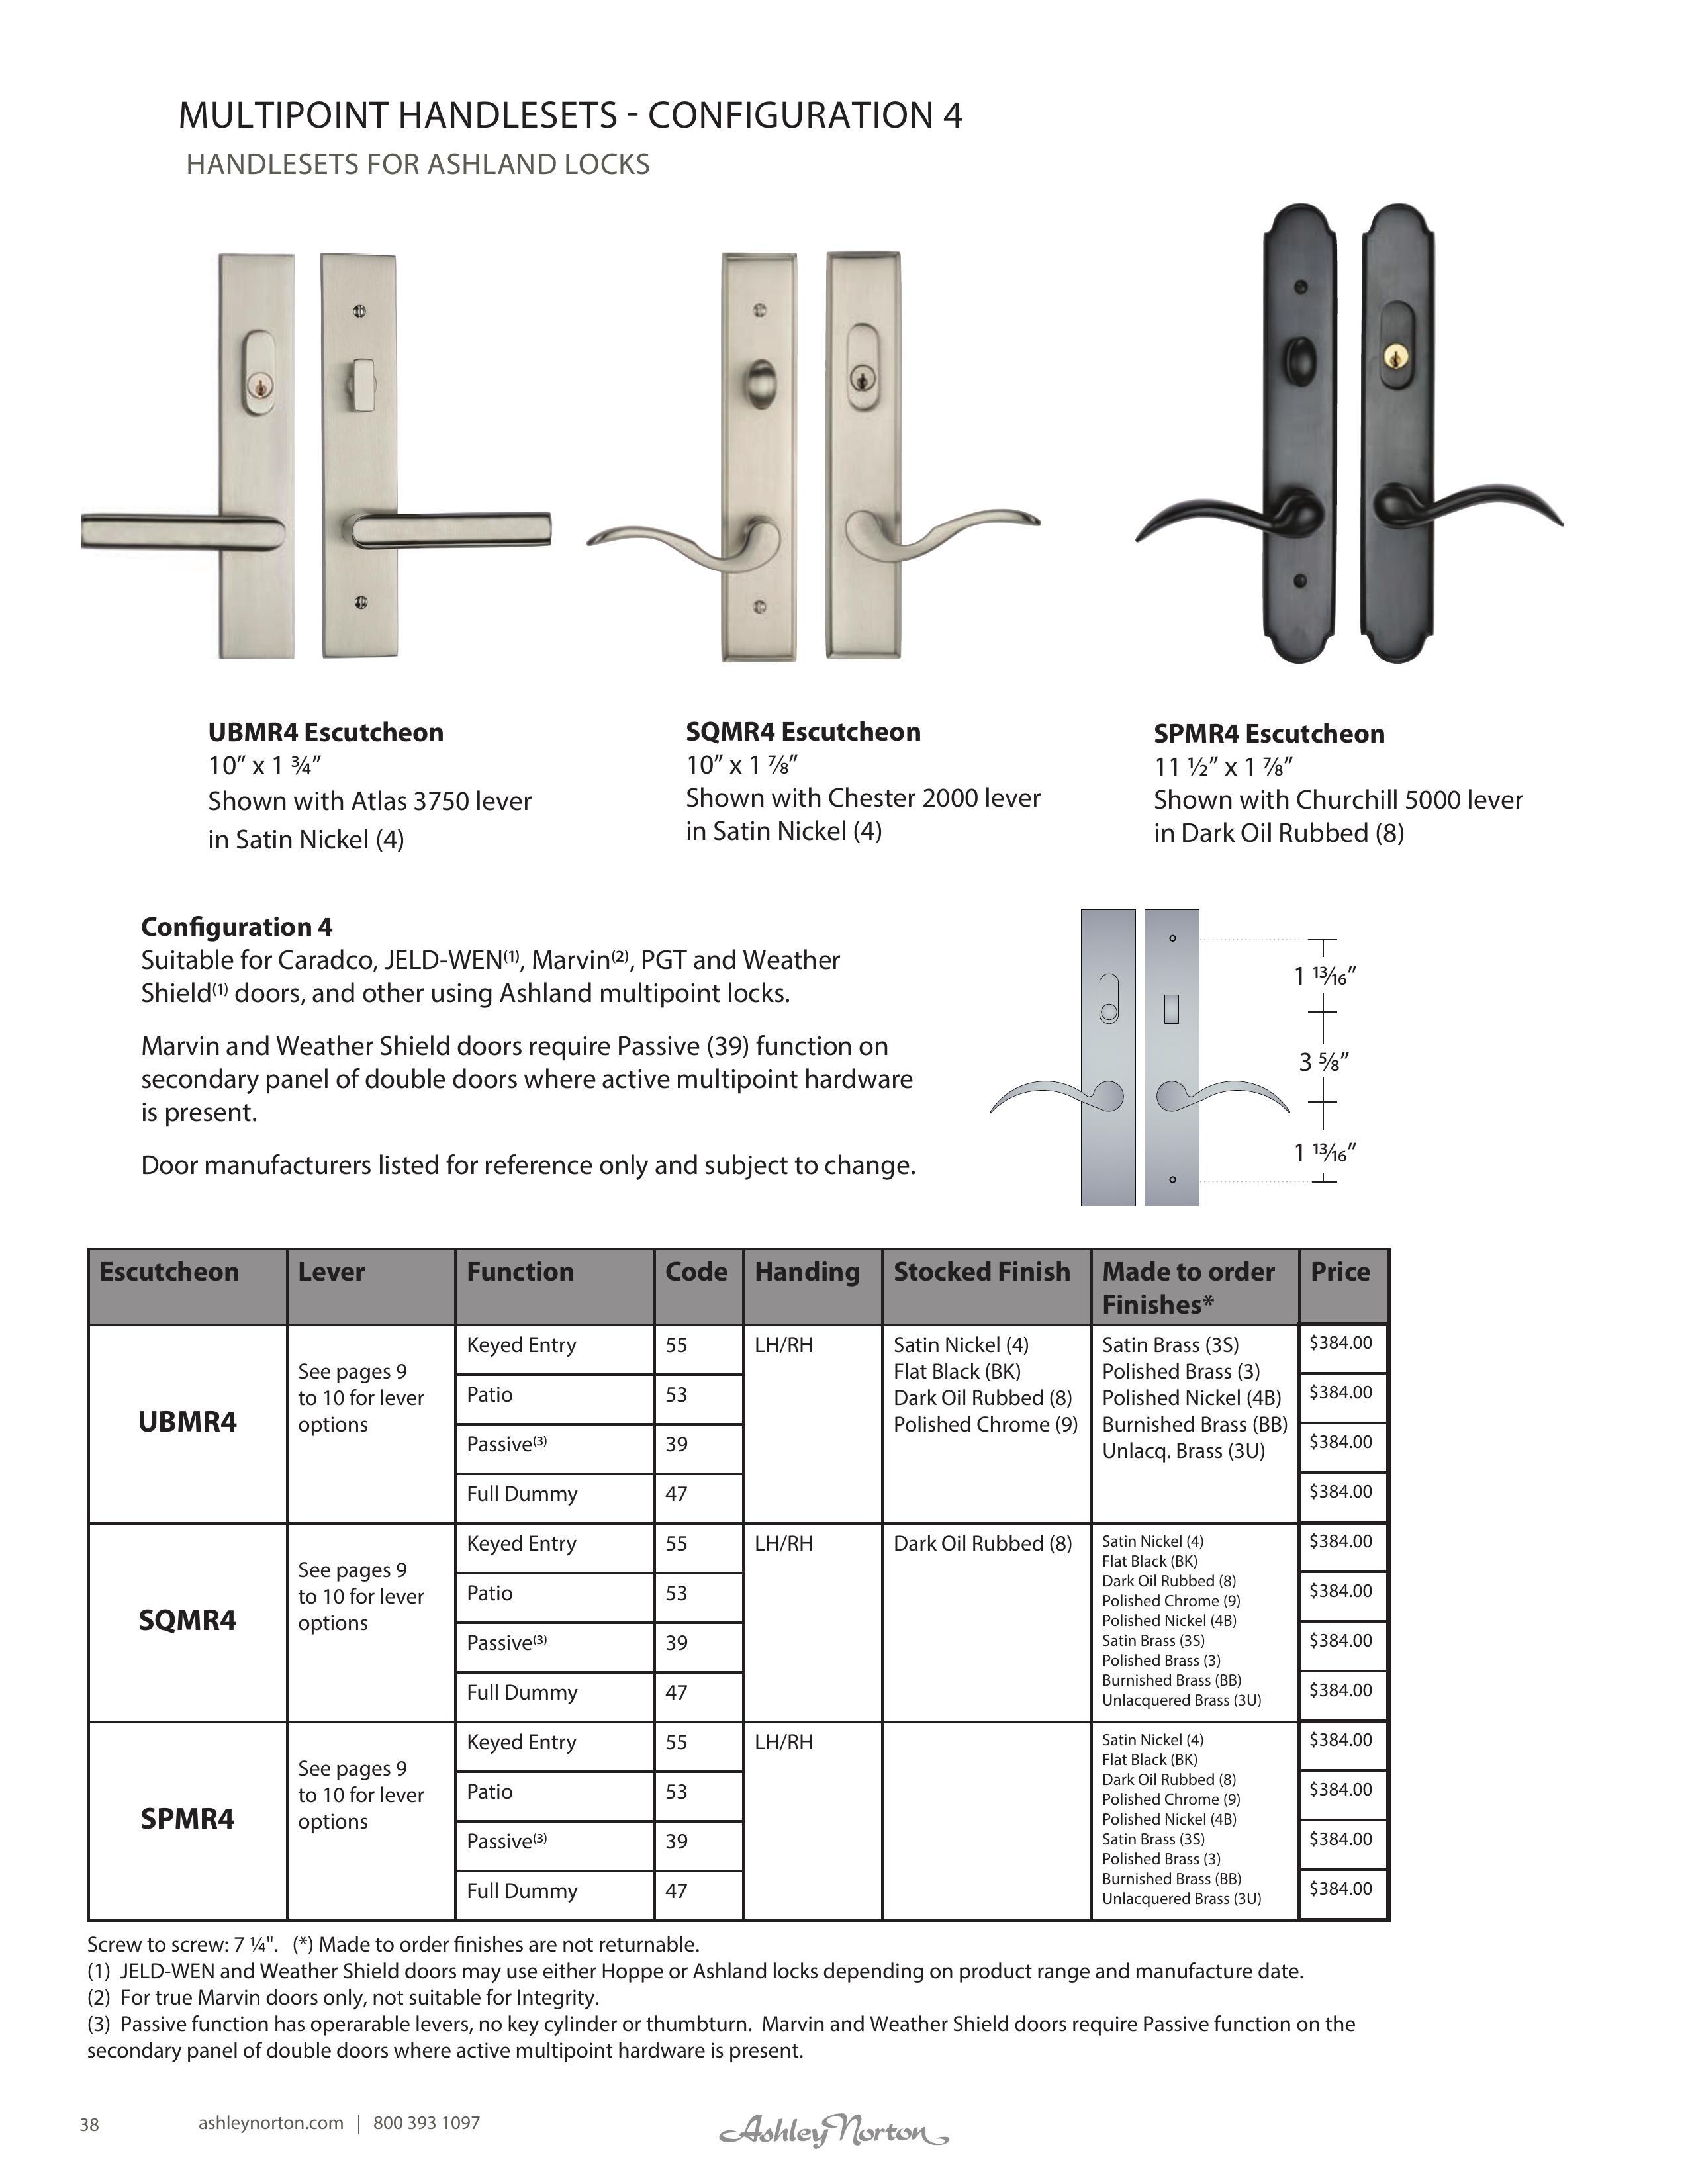 MULTIPOINT HANDLESETS - CONFIGURATION 4
HANDLESETS FOR ASHLAND LOCKS
UBMR4 Escutcheon
10” x 1 ¾”
Shown with Atlas 3750 lever
in Satin Nickel (4)
SQMR4 Escutcheon
10” x 1 ⅞”
Shown with Chester 2000 lever
in Satin Nickel (4)
SPMR4 Escutcheon
11 ½” x 1 ⅞”
Shown with Churchill 5000 lever
in Dark Oil Rubbed (8)
Configuration 4
Suitable for Caradco, JELD-WEN(1), Marvin(2), PGT and Weather
Shield(1) doors, and other using Ashland multipoint locks.
Marvin and Weather Shield doors require Passive (39) function on
secondary panel of double doors where active multipoint hardware
is present.
Door manufacturers listed for reference only and subject to change.
1 13/16”
3 ⅝”
1 13/16”
Escutcheon Lever Function Code Handing Stocked Finish Made to order
Finishes* Price
UBMR4
See pages 9
to 10 for lever
options
Keyed Entry 55
Patio 53
Passive(3) 39
Full Dummy 47
LH/RH
Satin Nickel (4)
Flat Black (BK)
Dark Oil Rubbed (8)
Polished Chrome (9)
Satin Brass (3S)
Polished Brass (3)
Polished Nickel (4B)
Burnished Brass (BB)
Unlacq. Brass (3U)
$384.00
$384.00
$384.00
$384.00
SQMR4
See pages 9
to 10 for lever
options
Keyed Entry 55
Patio 53
Passive(3) 39
Full Dummy 47
LH/RH
Dark Oil Rubbed (8)
Satin Nickel (4)
Flat Black (BK)
Dark Oil Rubbed (8)
Polished Chrome (9)
Polished Nickel (4B)
Satin Brass (3S)
Polished Brass (3)
Burnished Brass (BB)
Unlacquered Brass (3U)
$384.00
$384.00
$384.00
$384.00
SPMR4
See pages 9
to 10 for lever
options
Keyed Entry 55
Patio 53
Passive(3) 39
Full Dummy 47
LH/RH
Satin Nickel (4)
Flat Black (BK)
Dark Oil Rubbed (8)
Polished Chrome (9)
Polished Nickel (4B)
Satin Brass (3S)
Polished Brass (3)
Burnished Brass (BB)
Unlacquered Brass (3U)
$384.00
$384.00
$384.00
$384.00
Screw to screw: 7 ¼". (*) Made to order finishes are not returnable.
(1) JELD-WEN and Weather Shield doors may use either Hoppe or Ashland locks depending on product range and manufacture date.
(2) For true Marvin doors only, not suitable for Integrity.
(3) Passive function has operarable levers, no key cylinder or thumbturn. Marvin and Weather Shield doors require Passive function on the
secondary panel of double doors where active multipoint hardware is present.
38 ashleynorton.com | 800 393 1097 Ashley Norton